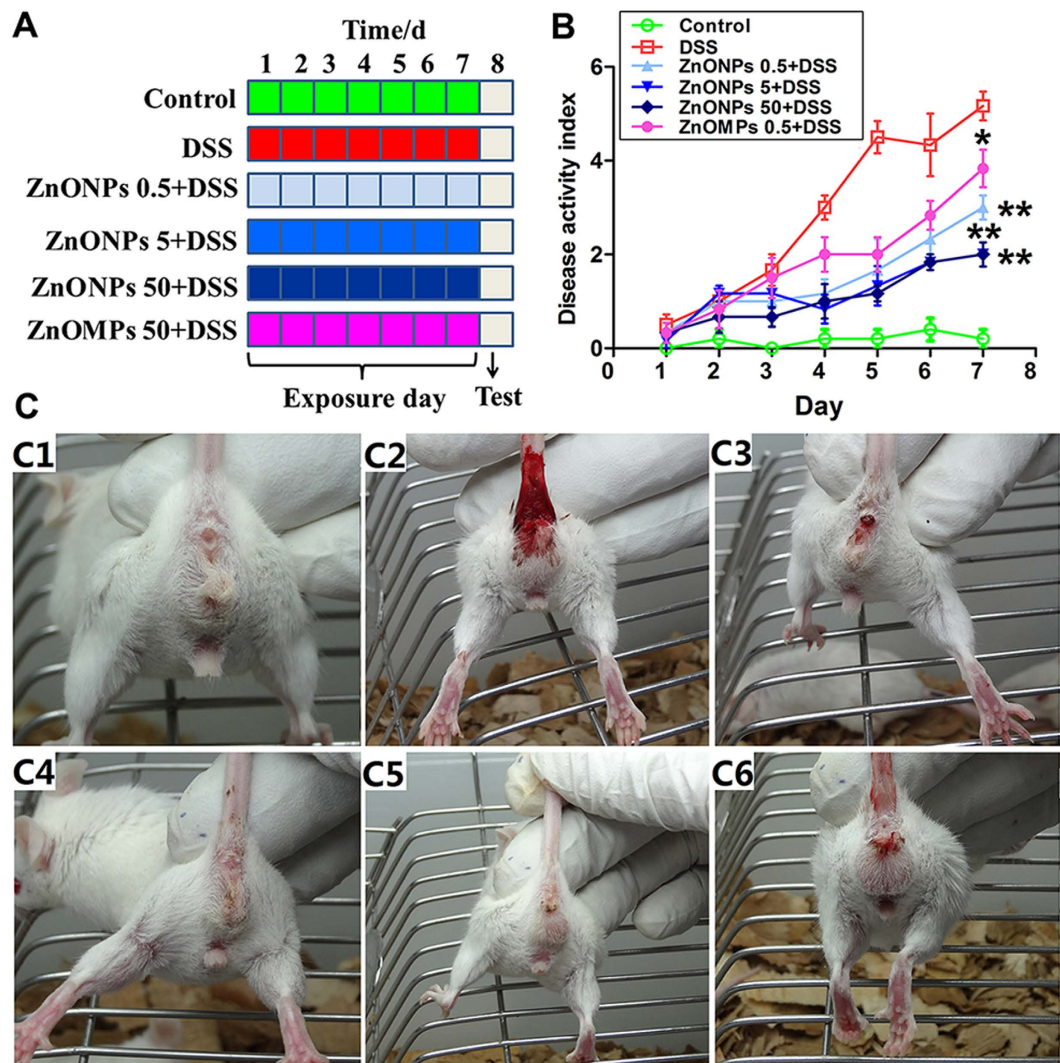 A
Time/d
1 2 3 4 5 6 7 8
Control
DSS
ZnONPs 0.5+DSS
ZnONPs 5+DSS
ZnONPs 50+DSS
ZnOMPs 50+DSS
Exposure day
Test
B
Control
DSS
ZnONPs 0.5+DSS
ZnONPs 5+DSS
ZnONPs 50+DSS
ZnOMPs 0.5+DSS
Disease activity index
6
4
2
0
*
**
**
**
0 1 2 3 4 5 6 7 8
Day
C
C1
C2
C3
C4
C5
C6